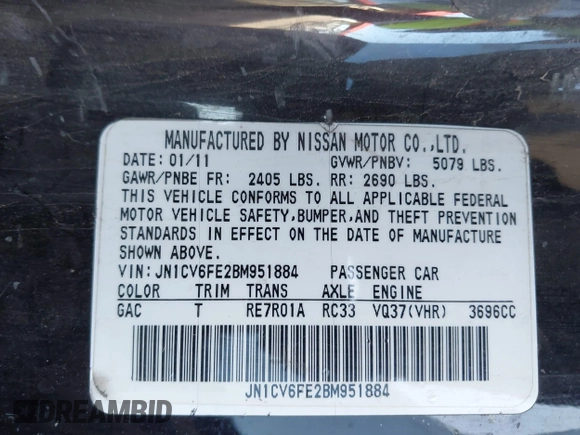 MANUFACTURED BY NISSAN MOTOR CO.,LTD.
DATE: 01/11 GVWR/PNBV: 5079 LBS.
GAWR/PNBE FR: 2405 LBS. RR: 2690 LBS.
THIS VEHICLE CONFORMS TO ALL APPLICABLE FEDERAL
MOTOR VEHICLE SAFETY,BUMPER,AND THEFT PREVENTION
STANDARDS IN EFFECT ON THE DATE OF MANUFACTURE
SHOWN ABOVE.
VIN: JN1CV6FE2BM951884 PASSENGER CAR
COLOR TRIM TRANS AXLE ENGINE
GAC T RE7R01A RC33 VQ37(VHR) 3696CC
JN1CV6FE2BM951884
DREAMBID